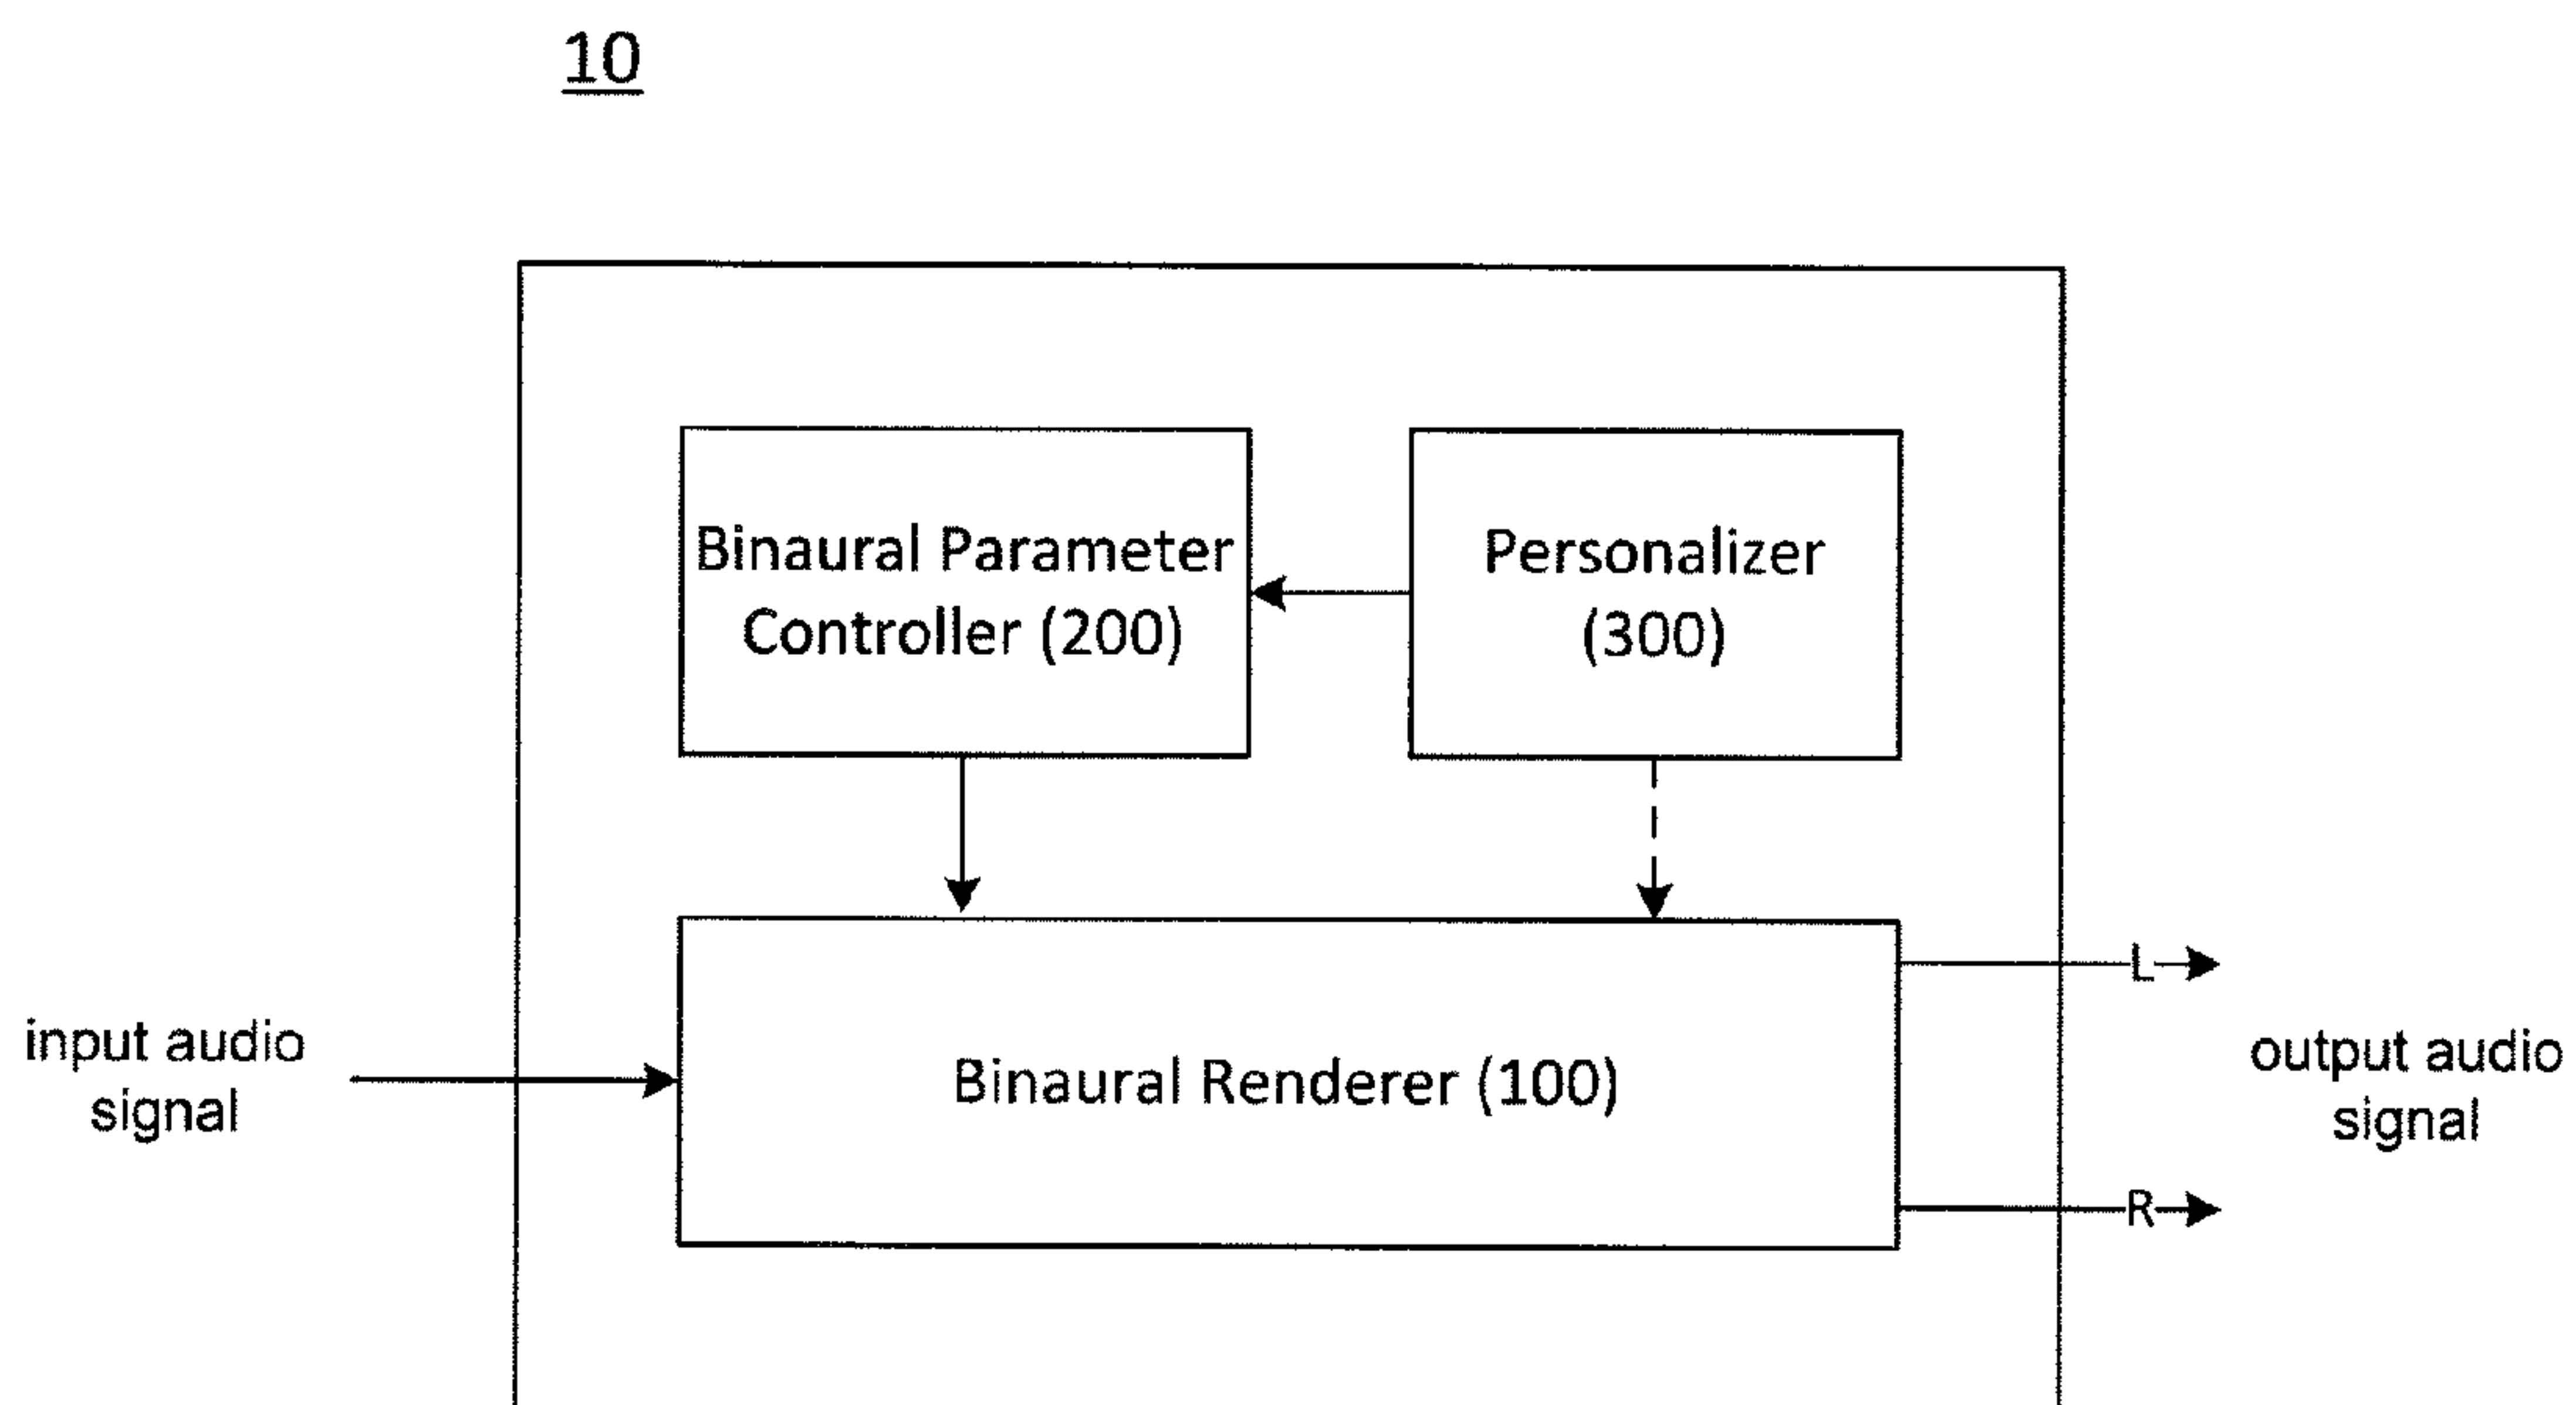 10
Binaural Parameter
Controller (200)
Personalizer
(300)
input audio
signal
Binaural Renderer (100)
L
R
output audio
signal